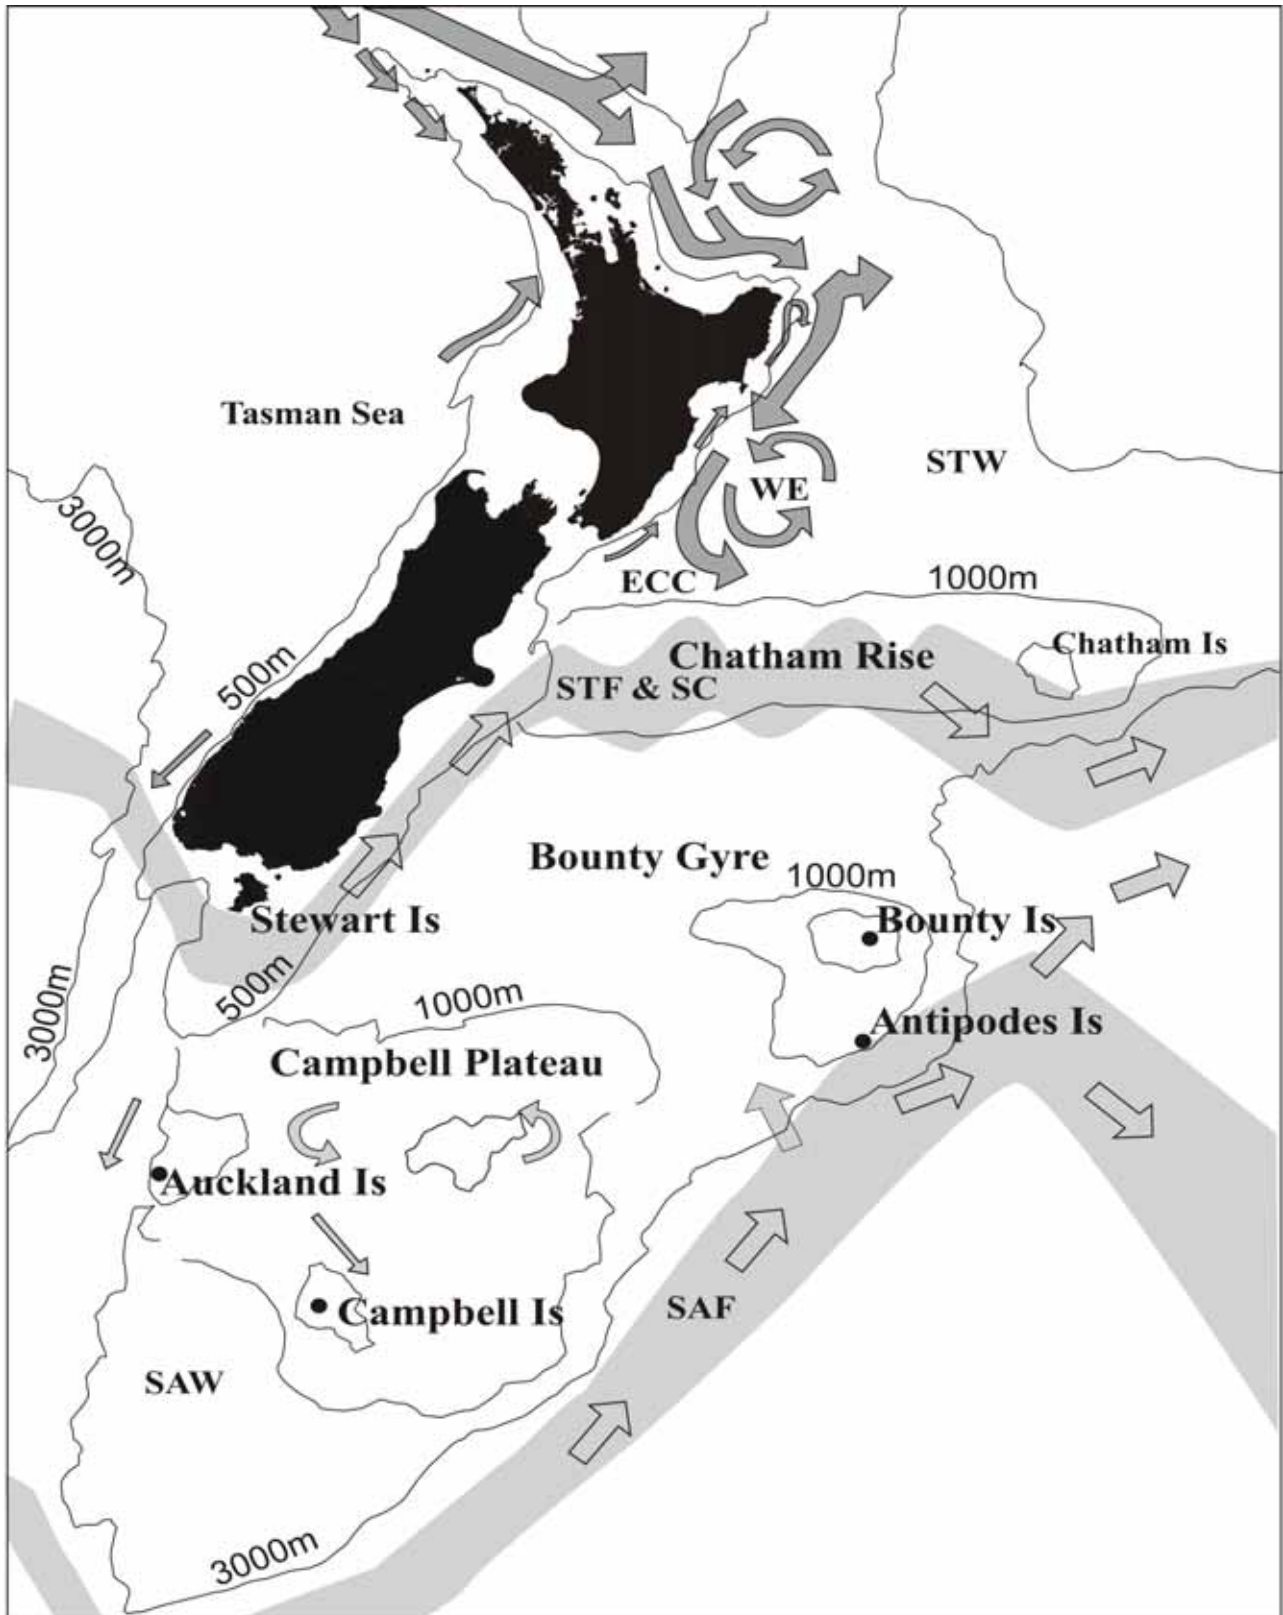 Tasman Sea
STW
WE
3000m
ECC
1000m
500m
Chatham Rise
Chatham Is
STF & SC
Bounty Gyre
1000m
Stewart Is
Bounty Is
500m
3000m
1000m
Antipodes Is
Campbell Plateau
Auckland Is
Campbell Is
SAF
SAW
3000m